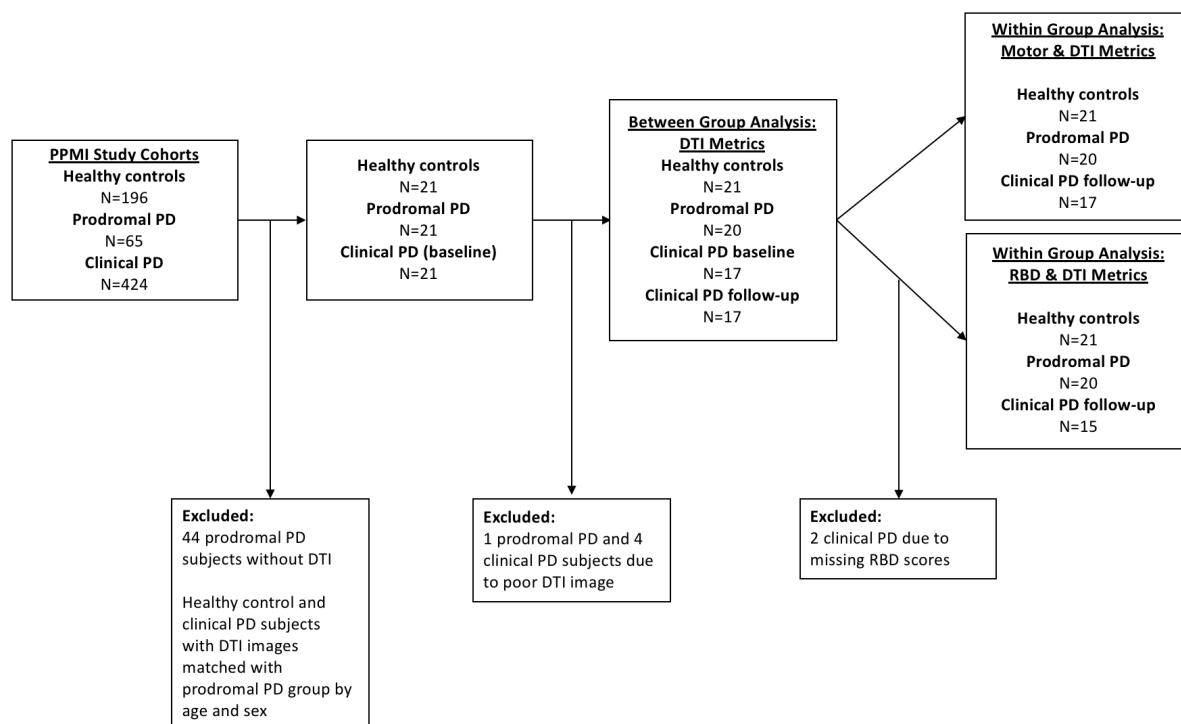 PPMI Study Cohorts
Healthy controls
N=196
Prodromal PD
N=65
Clinical PD
N=424
Healthy controls
N=21
Prodromal PD
N=21
Clinical PD (baseline)
N=21
Between Group Analysis:
DTI Metrics
Healthy controls
N=21
Prodromal PD
N=20
Clinical PD baseline
N=17
Clinical PD follow-up
N=17
Within Group Analysis:
Motor & DTI Metrics
Healthy controls
N=21
Prodromal PD
N=20
Clinical PD follow-up
N=17
Within Group Analysis:
RBD & DTI Metrics
Healthy controls
N=21
Prodromal PD
N=20
Clinical PD follow-up
N=15
Excluded:
44 prodromal PD
subjects without DTI
Healthy control and
clinical PD subjects
with DTI images
matched with
prodromal PD group by
age and sex
Excluded:
1 prodromal PD and 4
clinical PD subjects due
to poor DTI image
Excluded:
2 clinical PD due to
missing RBD scores